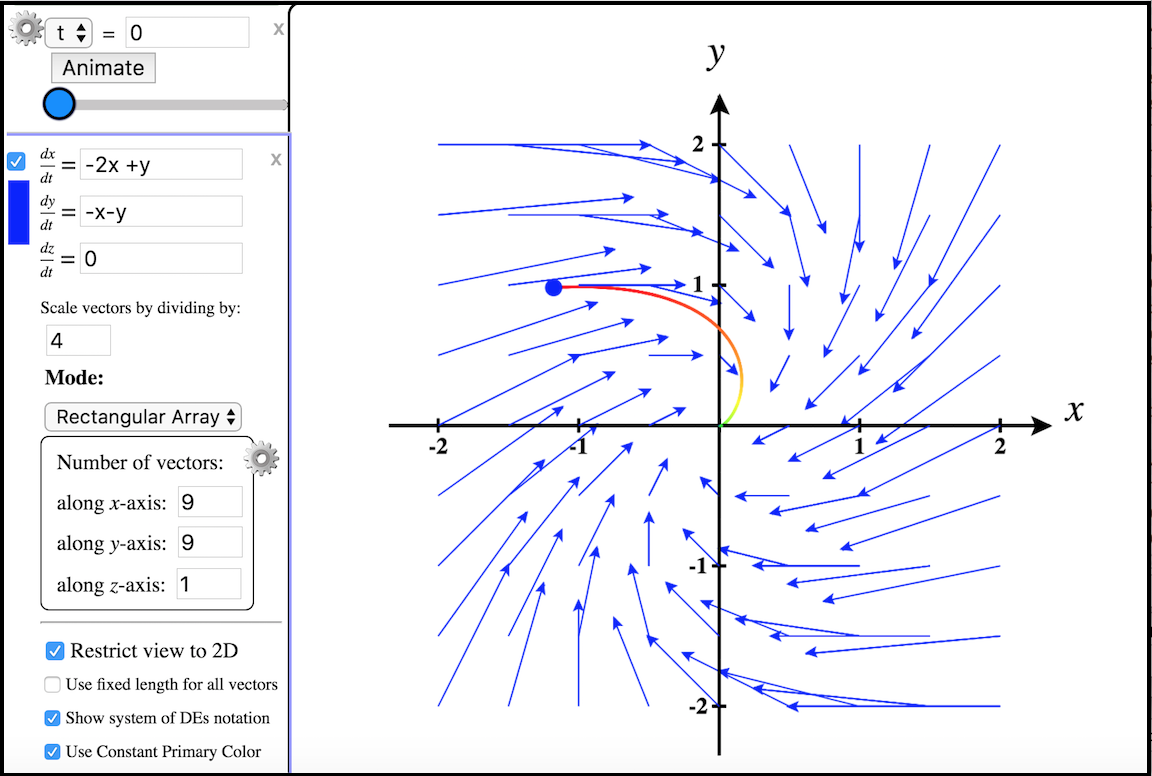 t = 0 x
Animate
dx/dt = -2x +y x
dy/dt = -x-y
dz/dt = 0
Scale vectors by dividing by:
4
Mode:
Rectangular Array
Number of vectors:
along x-axis: 9
along y-axis: 9
along z-axis: 1
Restrict view to 2D
Use fixed length for all vectors
Show system of DEs notation
Use Constant Primary Color
y
2
1
x
-2 -1 1 2
-1
-2